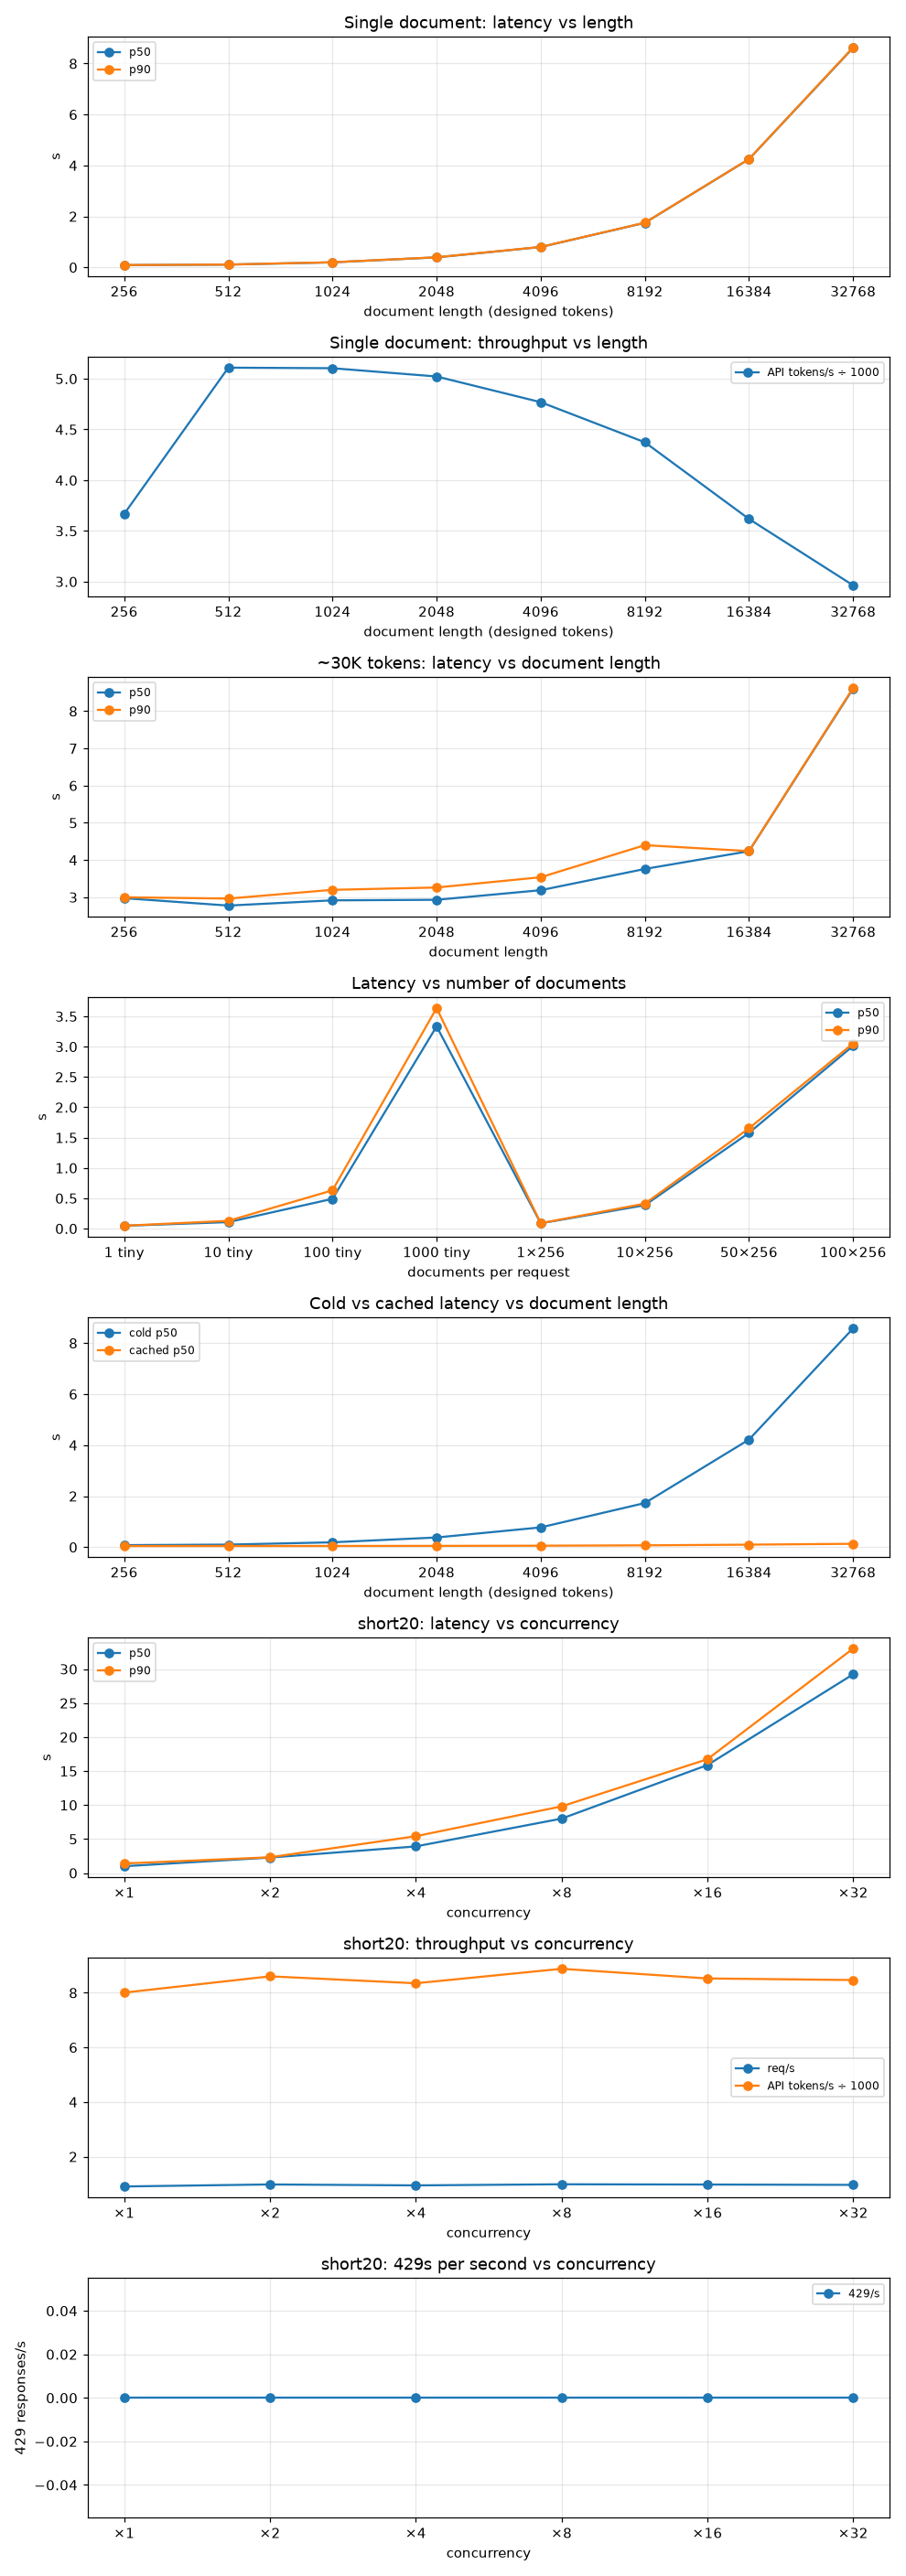 Single document: latency vs length
p50
p90
8
6
4
2
0
s
256 512 1024 2048 4096 8192 16384 32768
document length (designed tokens)
Single document: throughput vs length
API tokens/s ÷ 1000
5.0
4.5
4.0
3.5
3.0
256 512 1024 2048 4096 8192 16384 32768
document length (designed tokens)
~30K tokens: latency vs document length
p50
p90
8
7
6
5
4
3
s
256 512 1024 2048 4096 8192 16384 32768
document length
Latency vs number of documents
p50
p90
3.5
3.0
2.5
2.0
1.5
1.0
0.5
0.0
s
1 tiny 10 tiny 100 tiny 1000 tiny 1×256 10×256 50×256 100×256
documents per request
Cold vs cached latency vs document length
cold p50
cached p50
8
6
4
2
0
s
256 512 1024 2048 4096 8192 16384 32768
document length (designed tokens)
short20: latency vs concurrency
p50
p90
30
25
20
15
10
5
0
s
×1 ×2 ×4 ×8 ×16 ×32
concurrency
short20: throughput vs concurrency
req/s
API tokens/s ÷ 1000
8
6
4
2
×1 ×2 ×4 ×8 ×16 ×32
concurrency
short20: 429s per second vs concurrency
429/s
0.04
0.02
0.00
−0.02
−0.04
429 responses/s
×1 ×2 ×4 ×8 ×16 ×32
concurrency